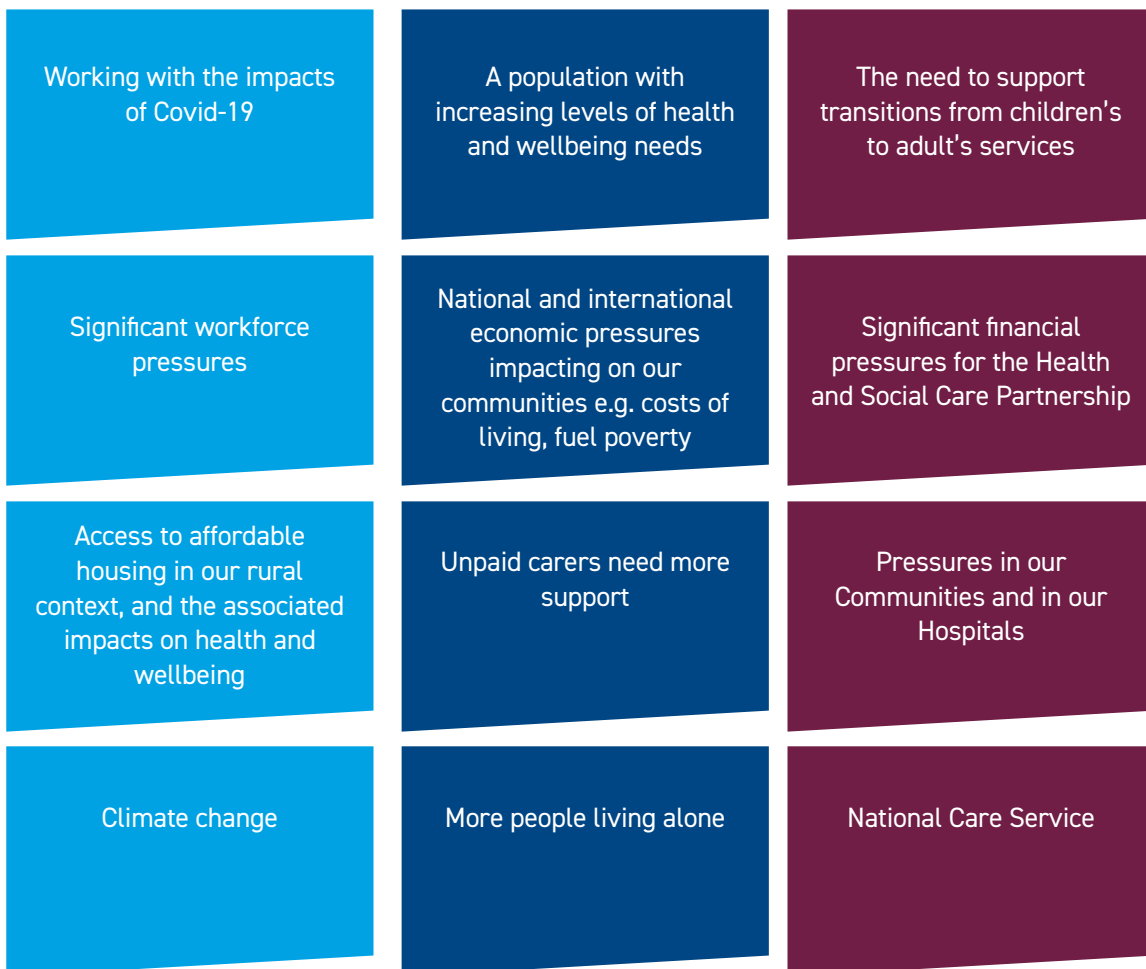 Working with the impacts
of Covid-19
A population with
increasing levels of health
and wellbeing needs
The need to support
transitions from children’s
to adult’s services
Significant workforce
pressures
National and international
economic pressures
impacting on our
communities e.g. costs of
living, fuel poverty
Significant financial
pressures for the Health
and Social Care Partnership
Access to affordable
housing in our rural
context, and the associated
impacts on health and
wellbeing
Unpaid carers need more
support
Pressures in our
Communities and in our
Hospitals
Climate change
More people living alone
National Care Service